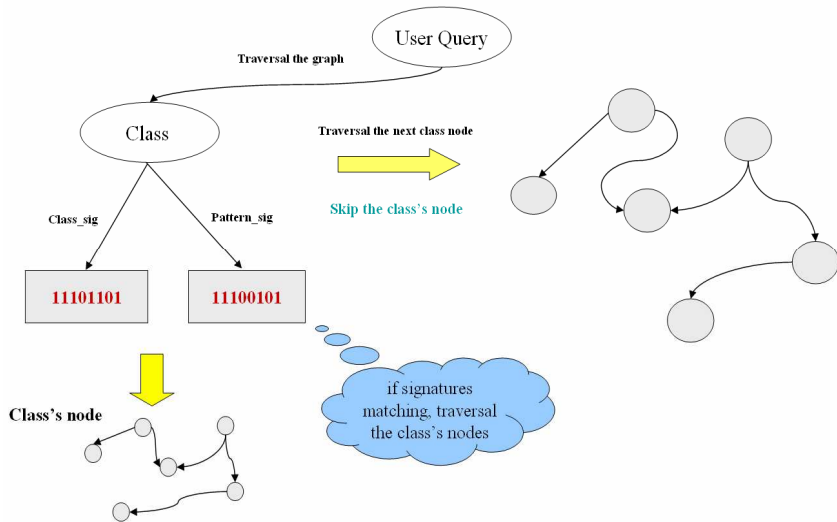 User Query
Traversal the graph
Class
Traversal the next class node
Skip the class's node
Class_sig
Pattern_sig
11101101
11100101
if signatures
matching, traversal
the class's nodes
Class's node